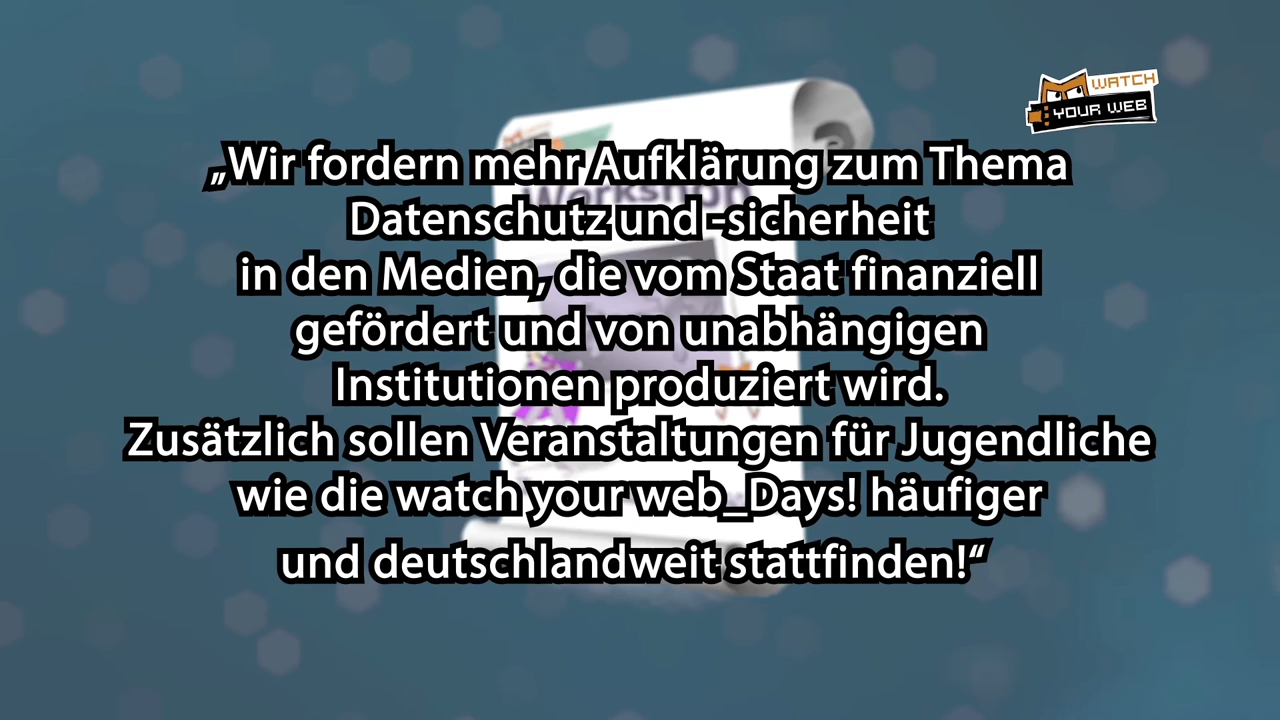 WATCH
YOUR WEB
„Wir fordern mehr Aufklärung zum Thema
Datenschutz und -sicherheit
in den Medien, die vom Staat finanziell
gefördert und von unabhängigen
Institutionen produziert wird.
Zusätzlich sollen Veranstaltungen für Jugendliche
wie die watch your web_Days! häufiger
und deutschlandweit stattfinden!“
Workshop